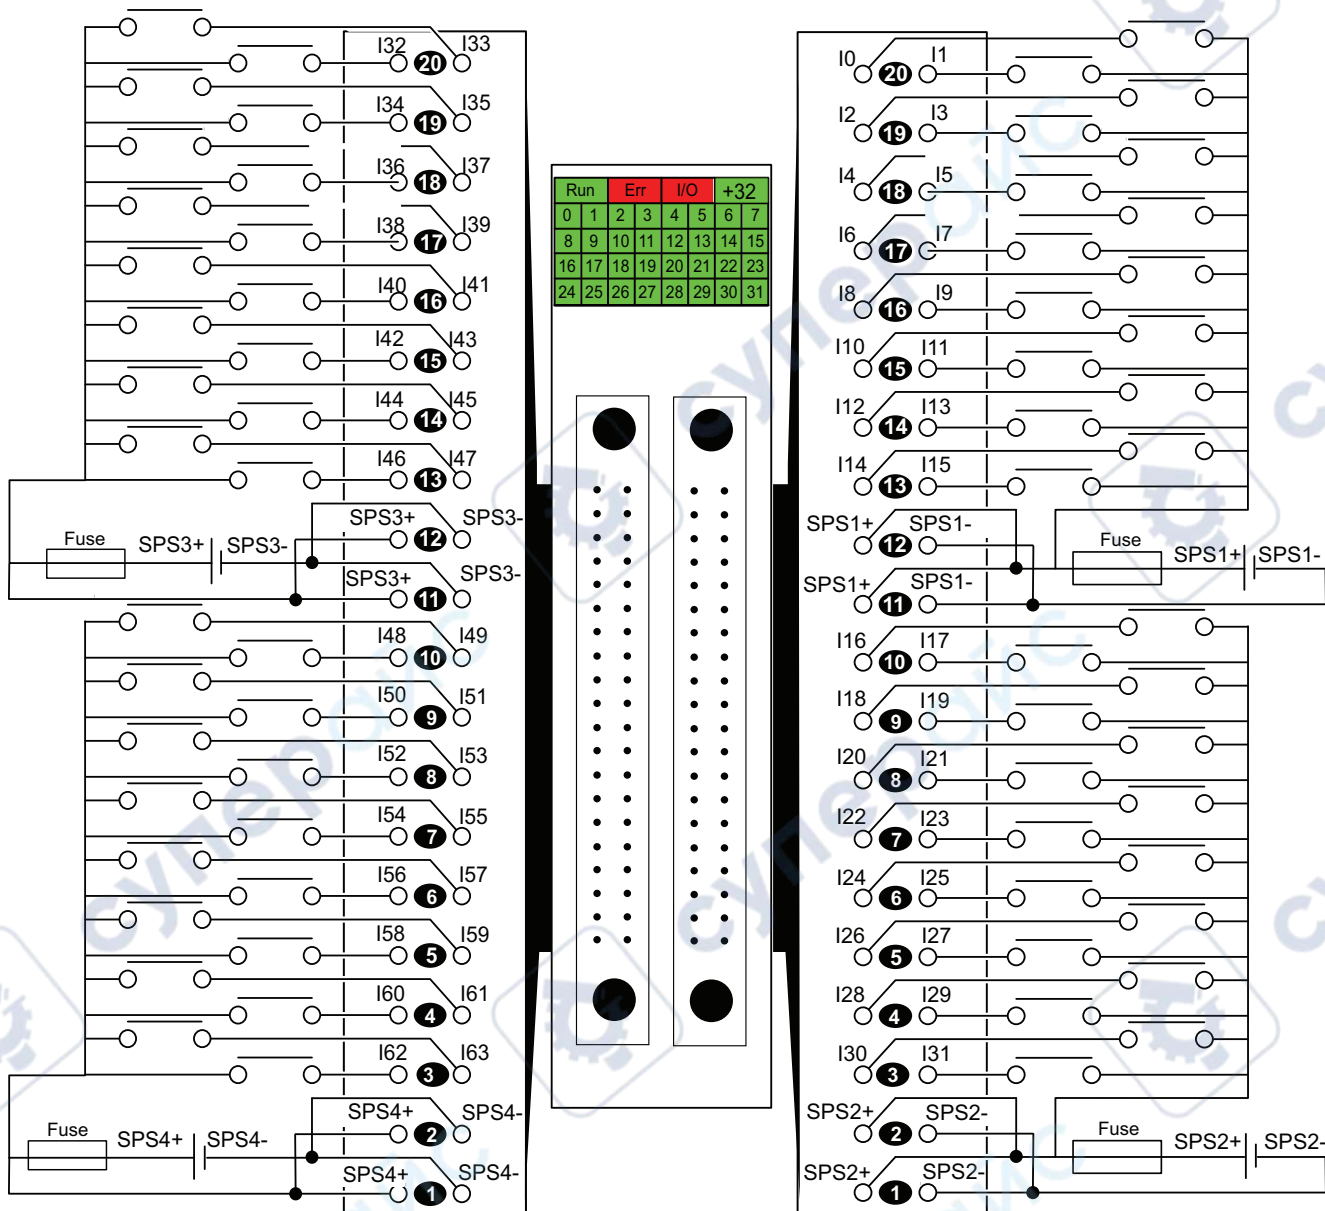 I32 20 I33
I34 19 I35
I36 18 I37
I38 17 I39
I40 16 I41
I42 15 I43
I44 14 I45
I46 13 I47
SPS3+ 12 SPS3-
Fuse SPS3+ SPS3-
SPS3+ 11 SPS3-
I48 10 I49
I50 9 I51
I52 8 I53
I54 7 I55
I56 6 I57
I58 5 I59
I60 4 I61
I62 3 I63
SPS4+ 2 SPS4-
Fuse SPS4+ SPS4-
SPS4+ 1 SPS4-
Run Err I/O +32
0 1 2 3 4 5 6 7
8 9 10 11 12 13 14 15
16 17 18 19 20 21 22 23
24 25 26 27 28 29 30 31
I0 20 I1
I2 19 I3
I4 18 I5
I6 17 I7
I8 16 I9
I10 15 I11
I12 14 I13
I14 13 I15
SPS1+ 12 SPS1-
Fuse SPS1+ SPS1-
SPS1+ 11 SPS1-
I16 10 I17
I18 9 I19
I20 8 I21
I22 7 I23
I24 6 I25
I26 5 I27
I28 4 I29
I30 3 I31
SPS2+ 2 SPS2-
Fuse SPS2+ SPS2-
SPS2+ 1 SPS2-
суперайс
суперайс
суперайс